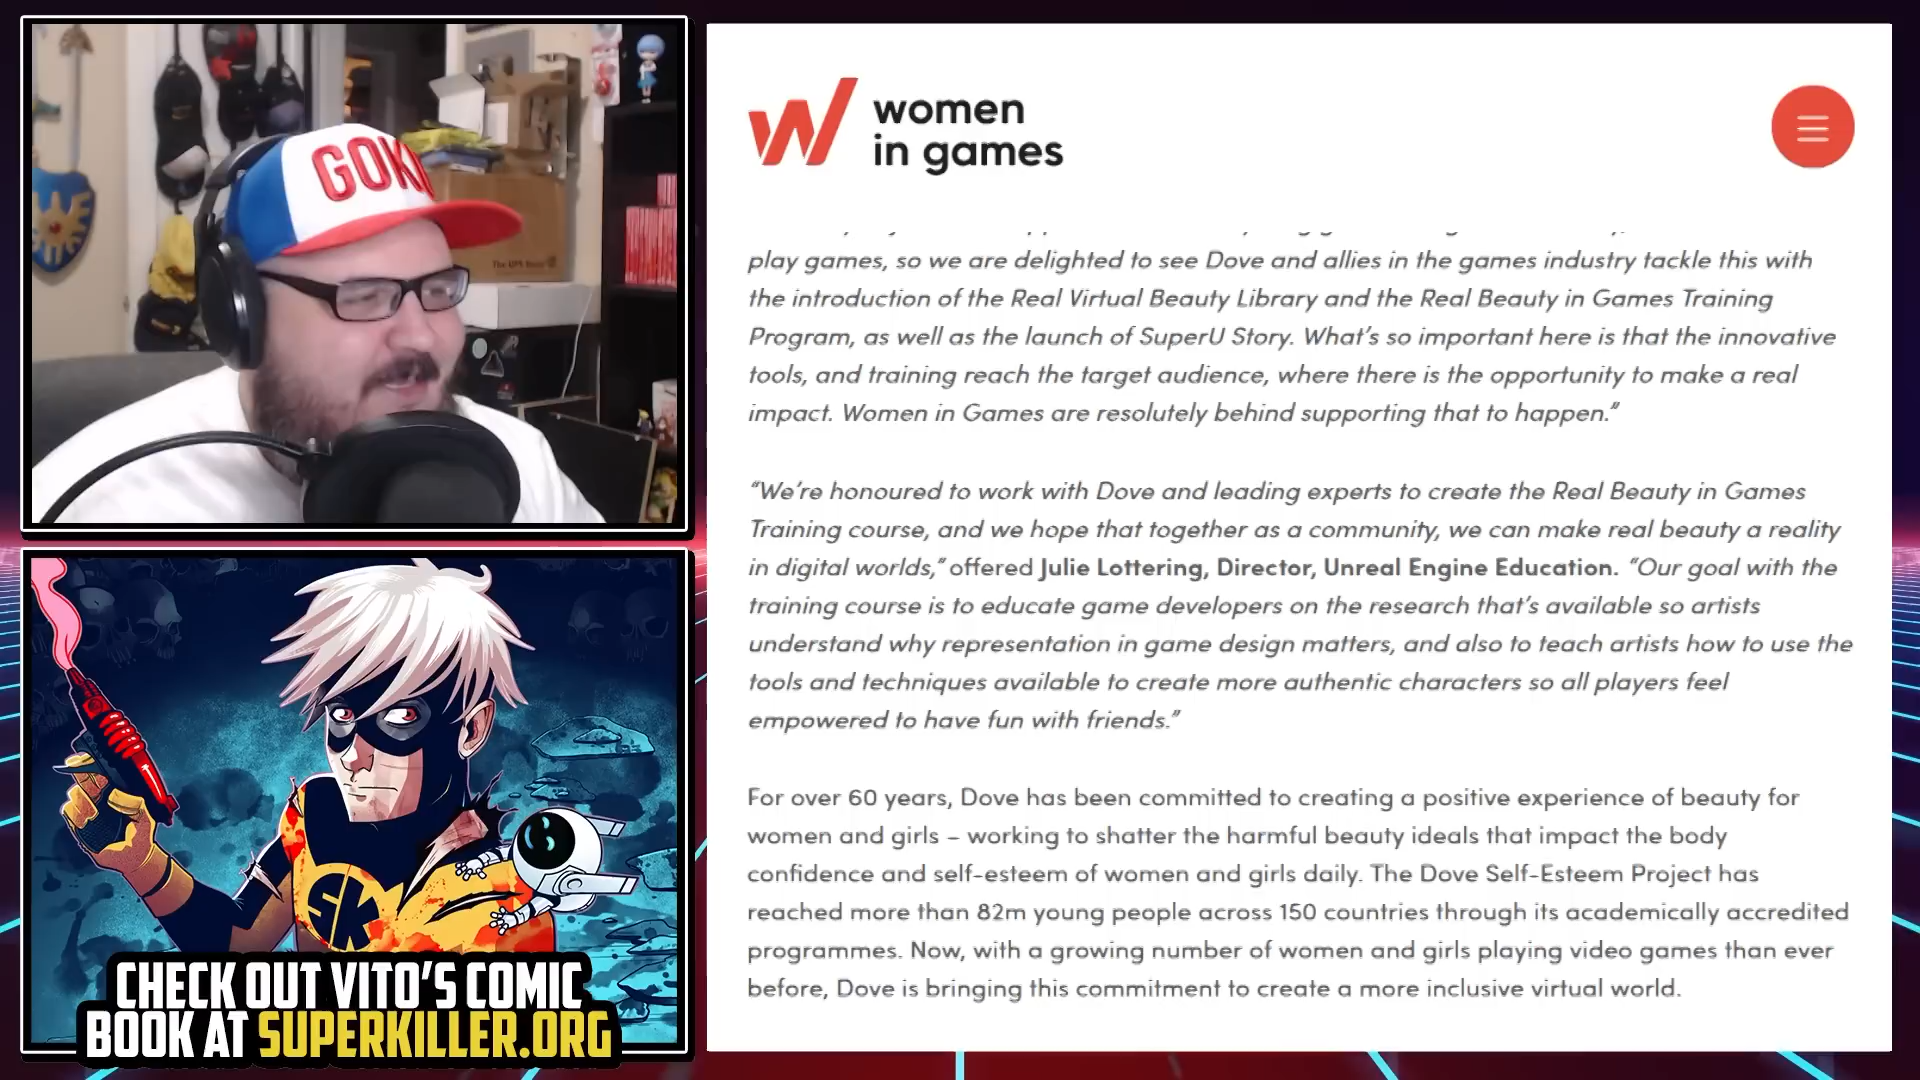 GOK
The UPS Store
women
in games
play games, so we are delighted to see Dove and allies in the games industry tackle this with
the introduction of the Real Virtual Beauty Library and the Real Beauty in Games Training
Program, as well as the launch of SuperU Story. What's so important here is that the innovative
tools, and training reach the target audience, where there is the opportunity to make a real
impact. Women in Games are resolutely behind supporting that to happen.”
“We're honoured to work with Dove and leading experts to create the Real Beauty in Games
Training course, and we hope that together as a community, we can make real beauty a reality
in digital worlds,” offered Julie Lottering, Director, Unreal Engine Education. “Our goal with the
training course is to educate game developers on the research that's available so artists
understand why representation in game design matters, and also to teach artists how to use the
tools and techniques available to create more authentic characters so all players feel
empowered to have fun with friends.”
For over 60 years, Dove has been committed to creating a positive experience of beauty for
women and girls – working to shatter the harmful beauty ideals that impact the body
confidence and self-esteem of women and girls daily. The Dove Self-Esteem Project has
reached more than 82m young people across 150 countries through its academically accredited
programmes. Now, with a growing number of women and girls playing video games than ever
before, Dove is bringing this commitment to create a more inclusive virtual world.
SK
CHECK OUT VITO'S COMIC
BOOK AT SUPERKILLER.ORG